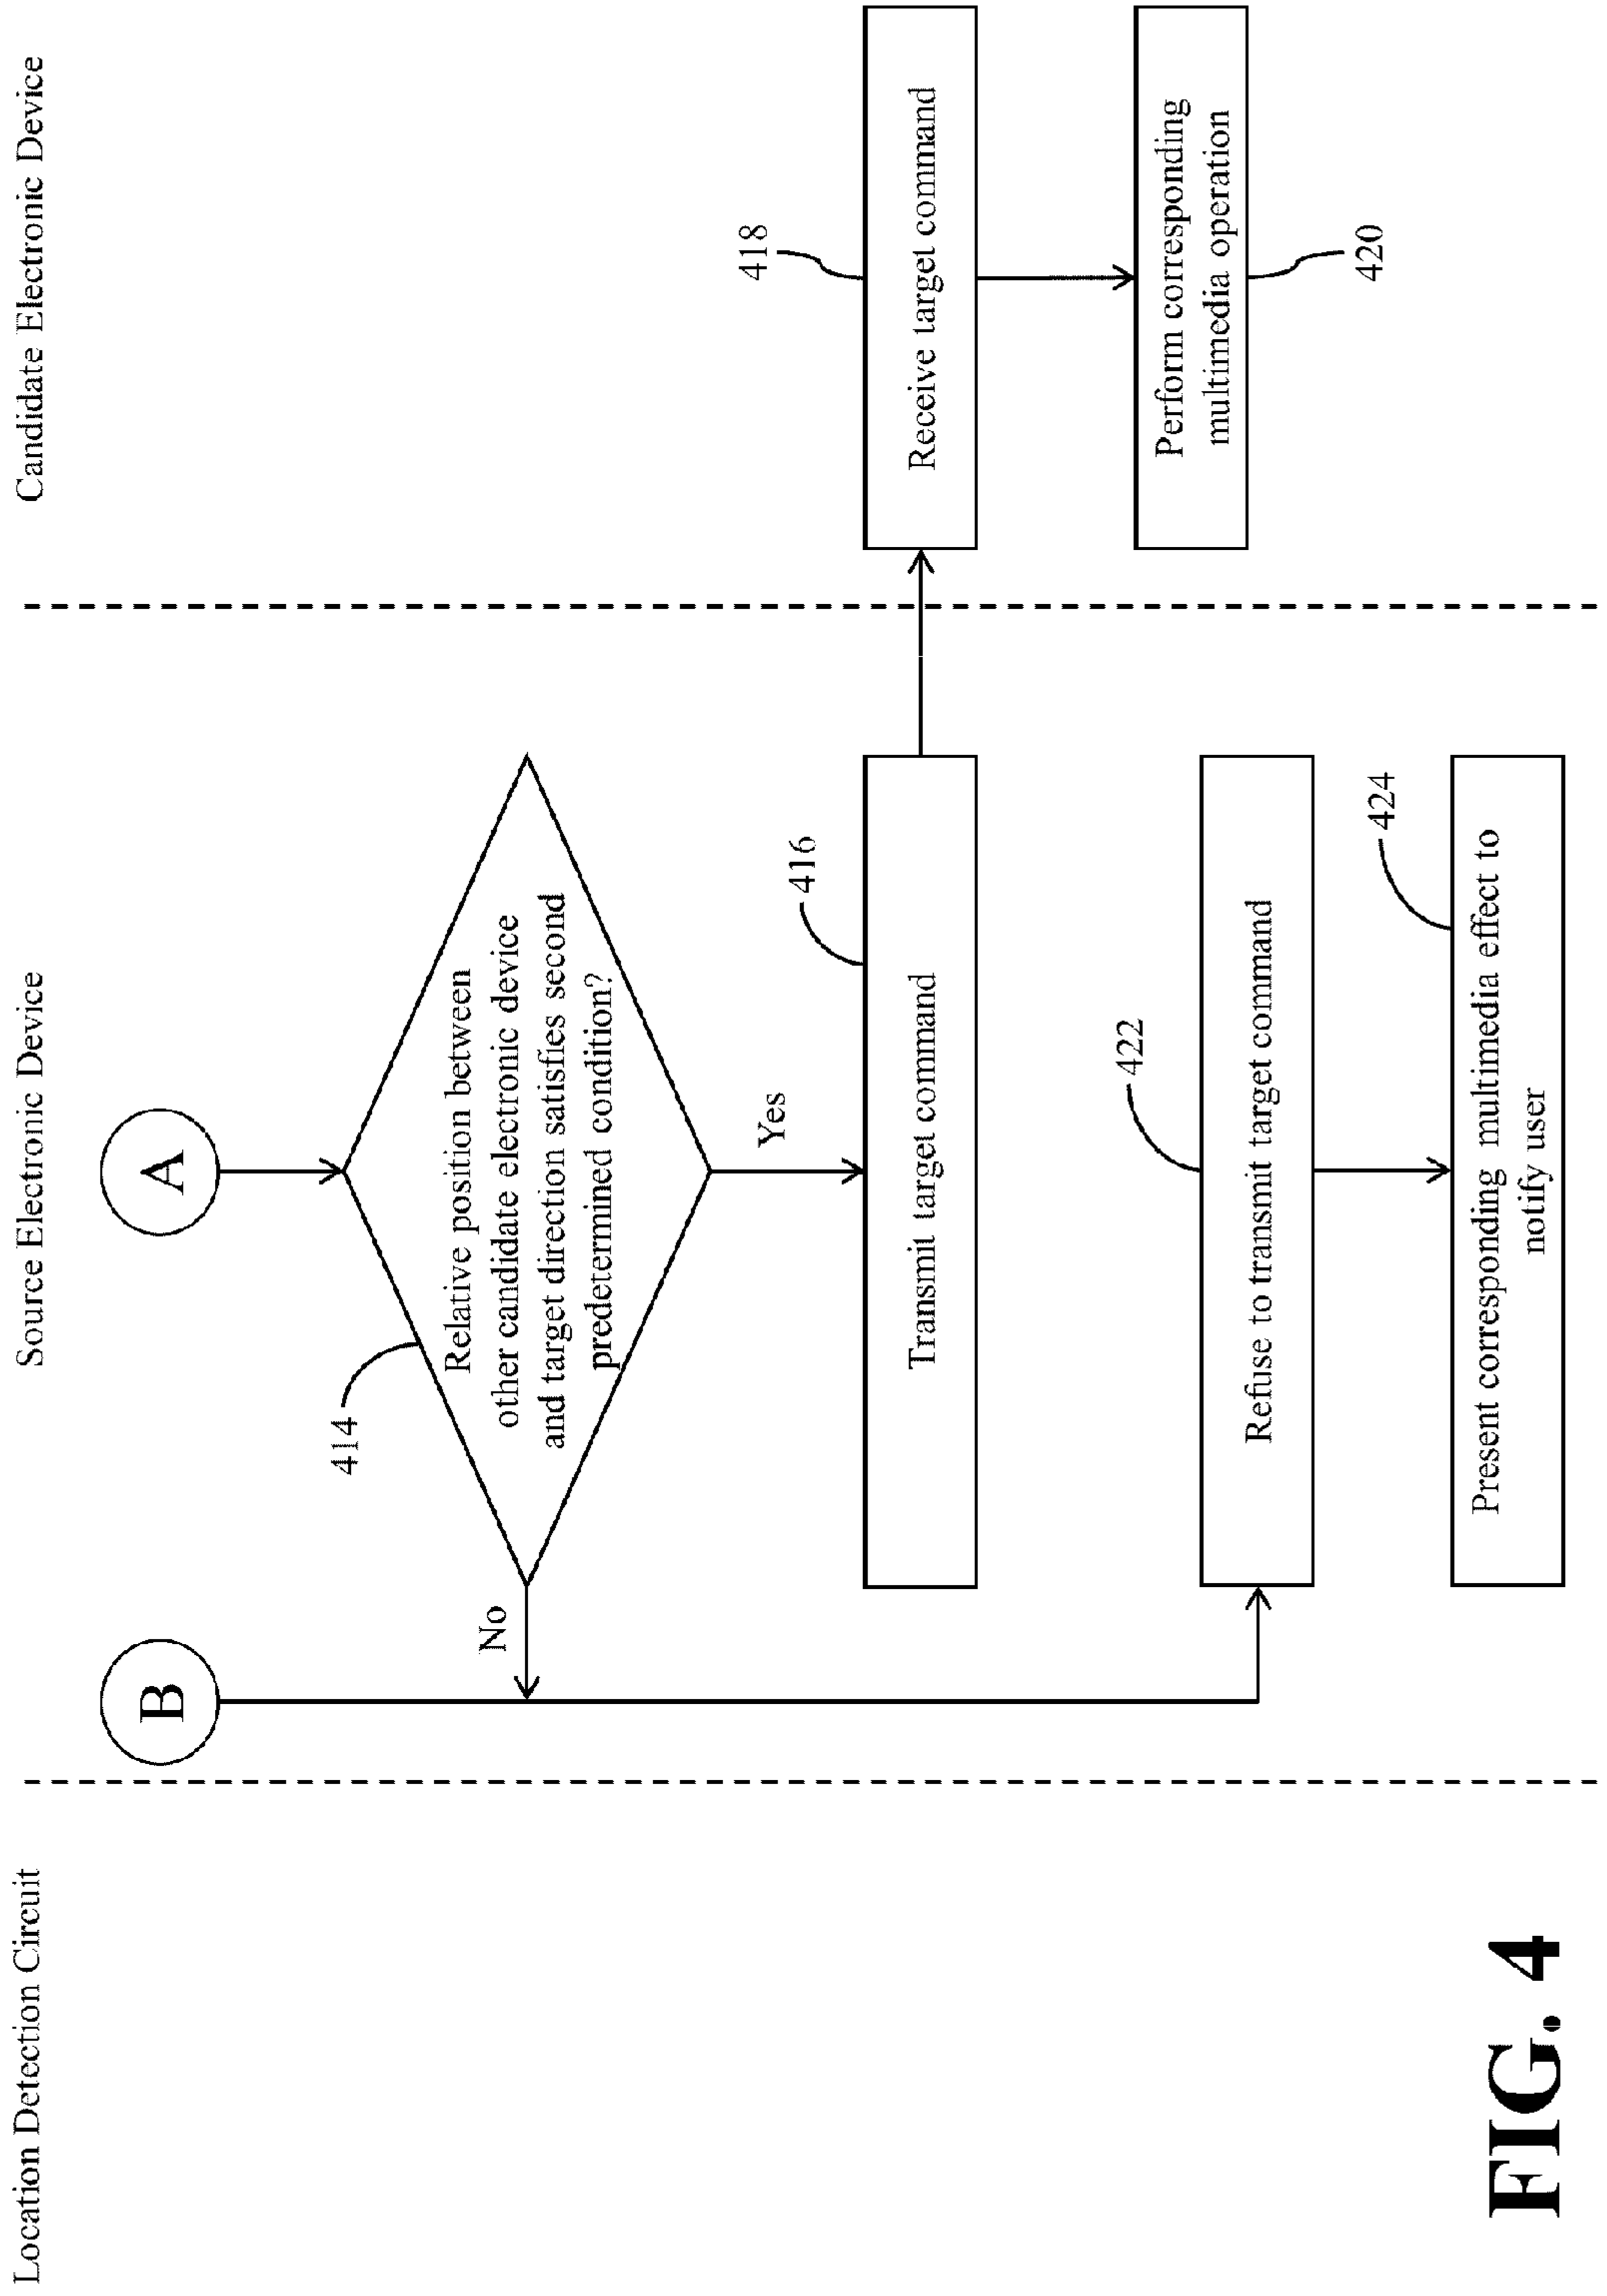 Location Detection Circuit
Source Electronic Device
Candidate Electronic Device
B
A
414
Relative position between
other candidate electronic device
and target direction satisfies second
predetermined condition?
No
Yes
416
Transmit target command
418
Receive target command
Perform corresponding
multimedia operation
420
422
Refuse to transmit target command
424
Present corresponding multimedia effect to
notify user
FIG. 4